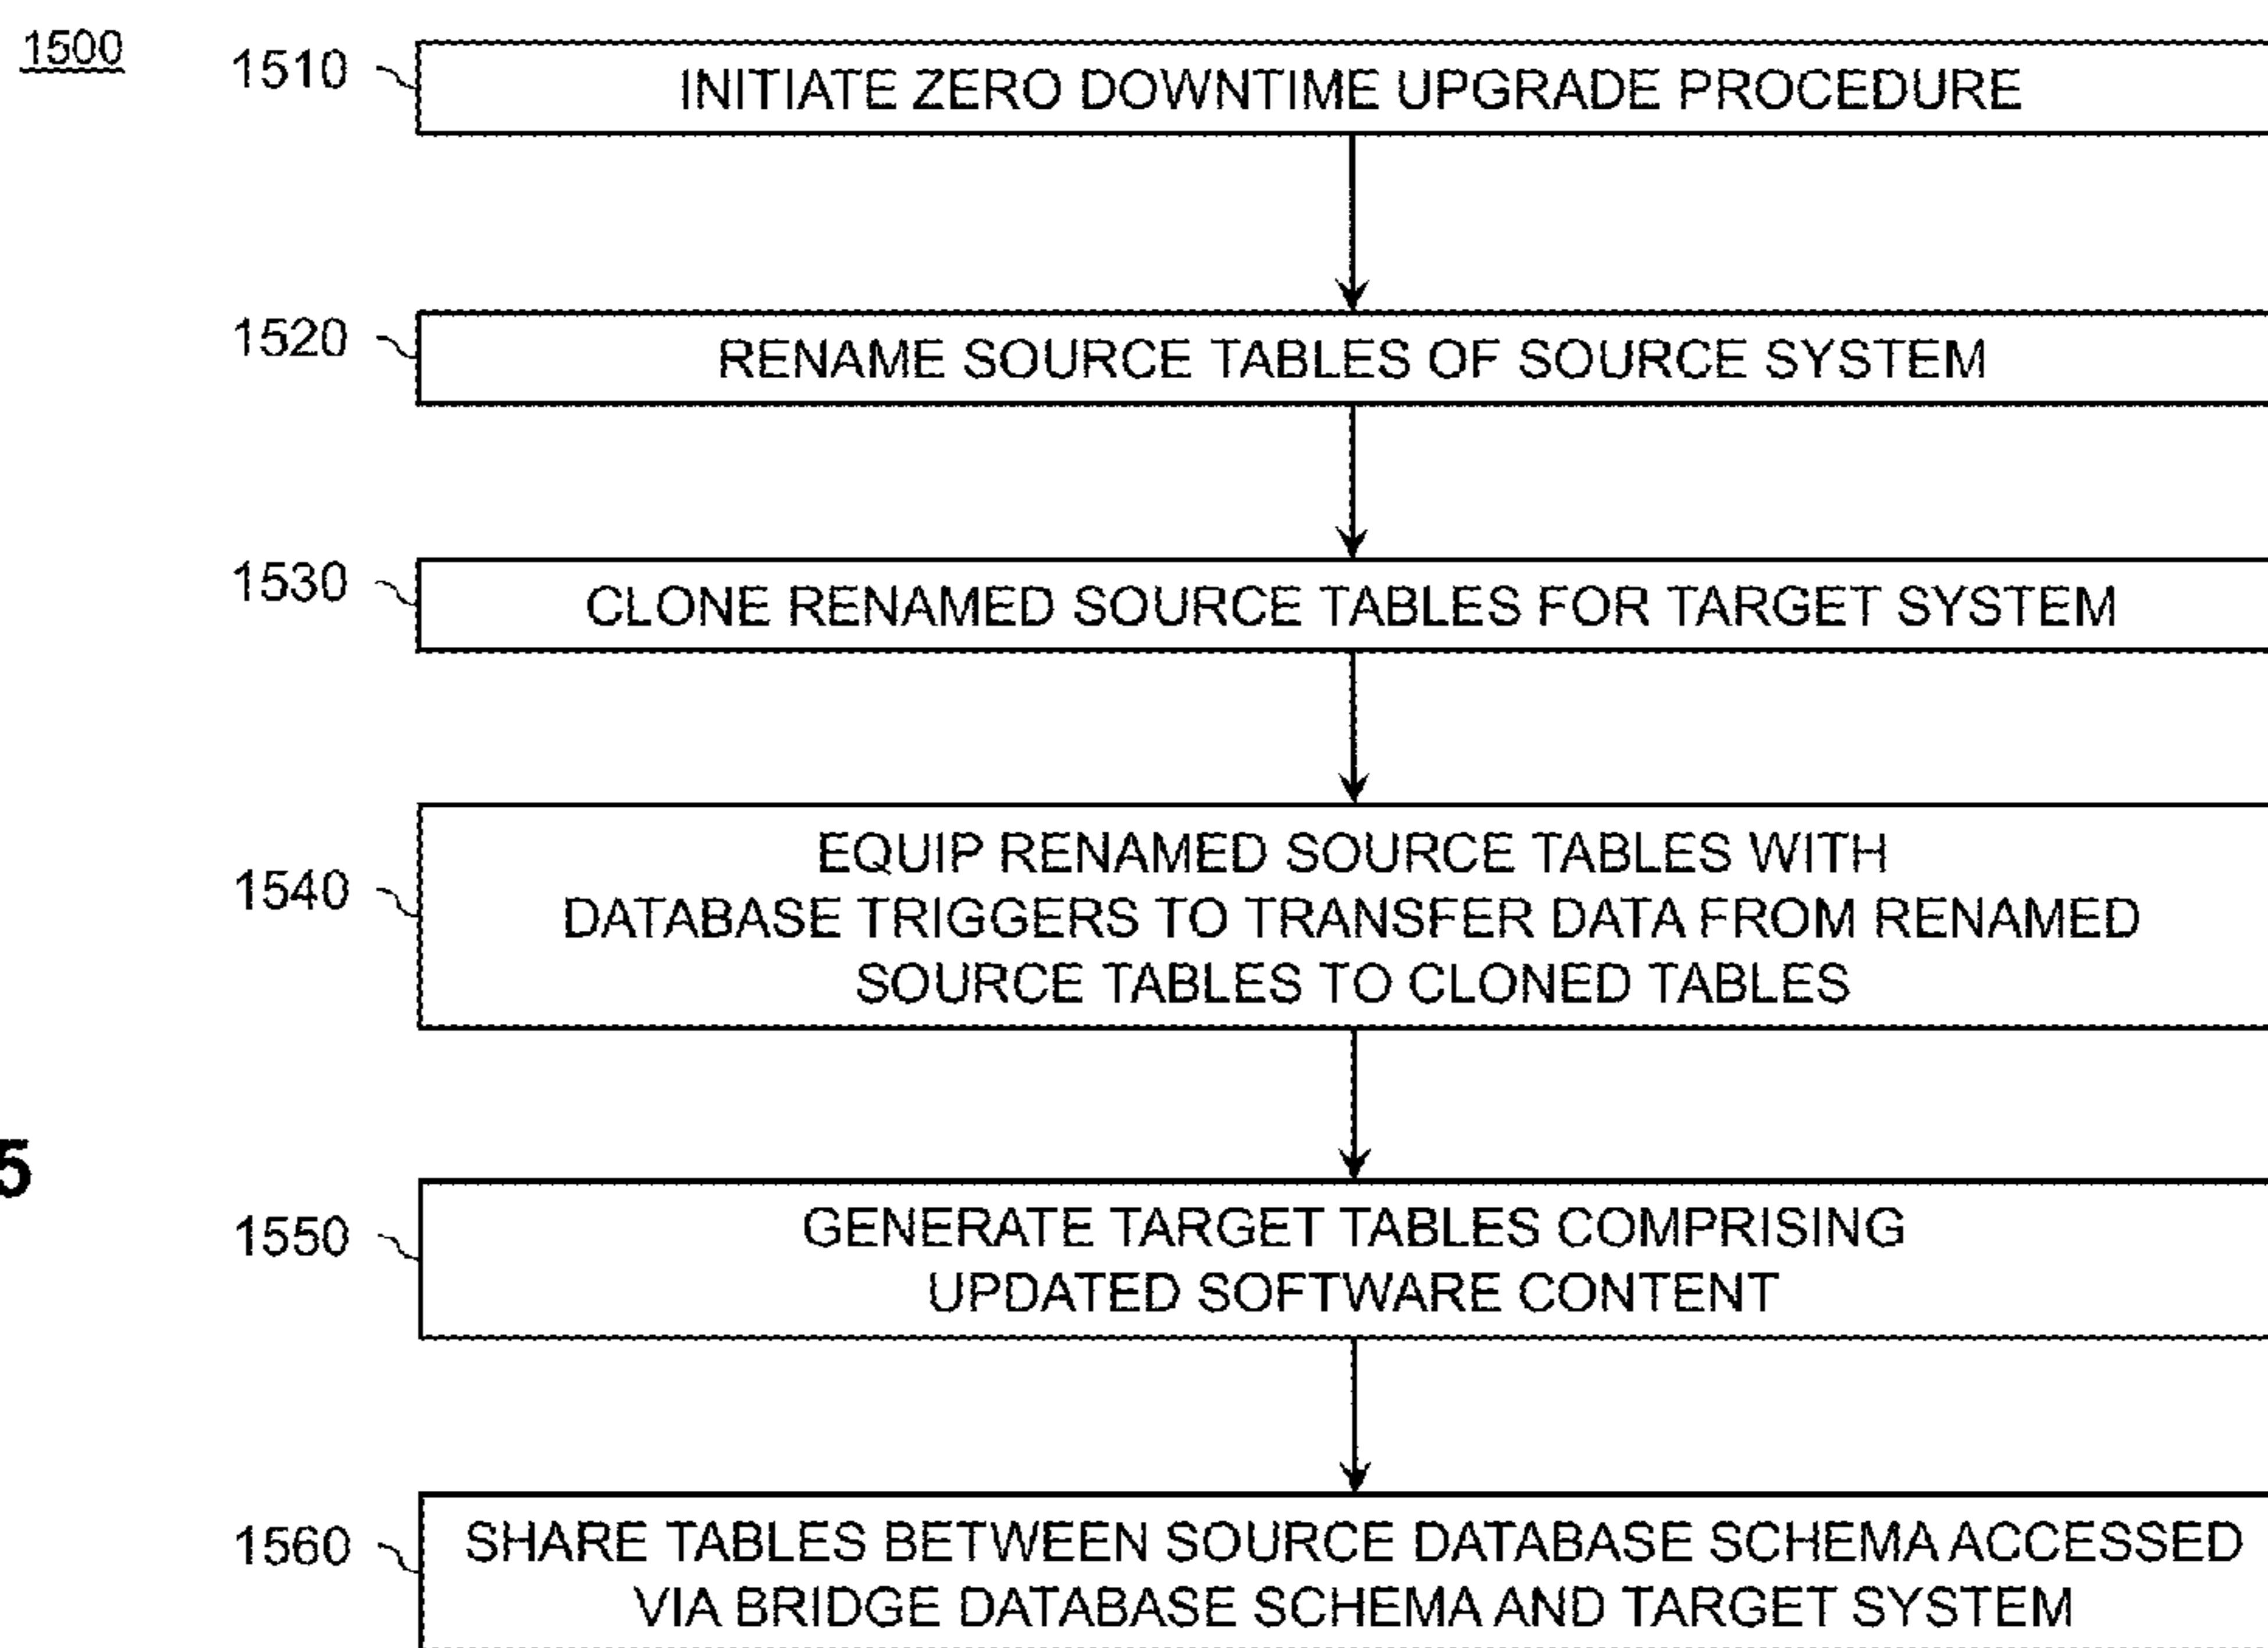 1500
1510
INITIATE ZERO DOWNTIME UPGRADE PROCEDURE
1520
RENAME SOURCE TABLES OF SOURCE SYSTEM
1530
CLONE RENAMED SOURCE TABLES FOR TARGET SYSTEM
1540
EQUIP RENAMED SOURCE TABLES WITH
DATABASE TRIGGERS TO TRANSFER DATA FROM RENAMED
SOURCE TABLES TO CLONED TABLES
5
1550
GENERATE TARGET TABLES COMPRISING
UPDATED SOFTWARE CONTENT
1560
SHARE TABLES BETWEEN SOURCE DATABASE SCHEMA ACCESSED
VIA BRIDGE DATABASE SCHEMA AND TARGET SYSTEM